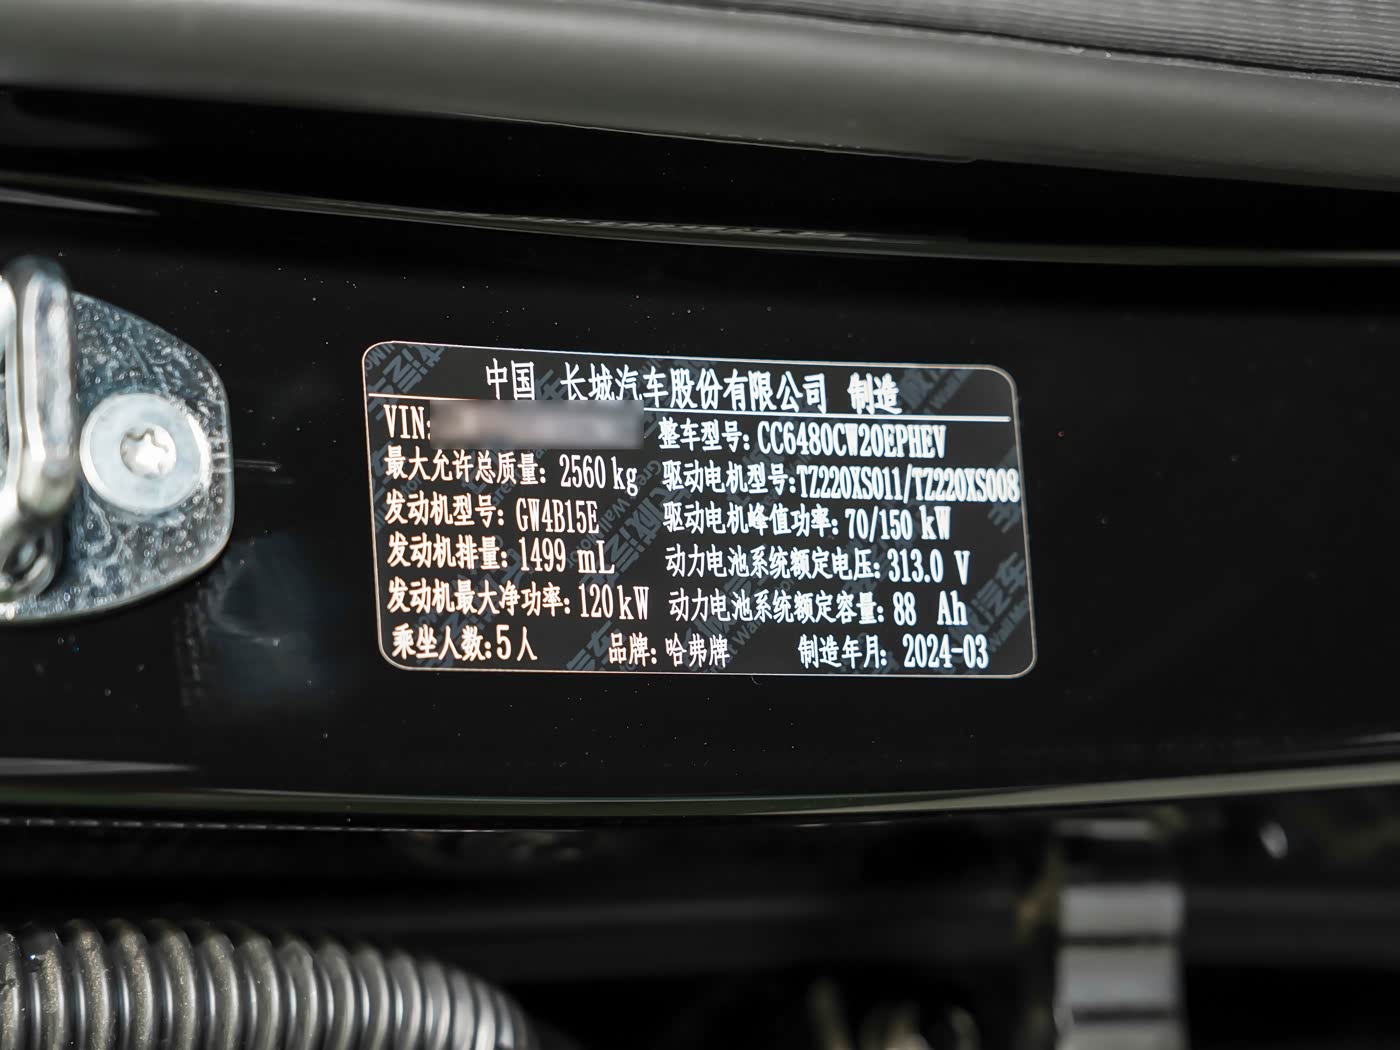 中国 长城汽车股份有限公司 制造
VIN:
整车型号: CC6480CW20EPHEV
最大允许总质量: 2560 kg 驱动电机型号:TZ220XS011/TZ220XS008
发动机型号: GW4B15E 驱动电机峰值功率: 70/150 kW
发动机排量: 1499 mL 动力电池系统额定电压: 313.0 V
发动机最大净功率: 120 kW 动力电池系统额定容量: 88 Ah
乘坐人数:5人 品牌: 哈弗牌 制造年月: 2024-03